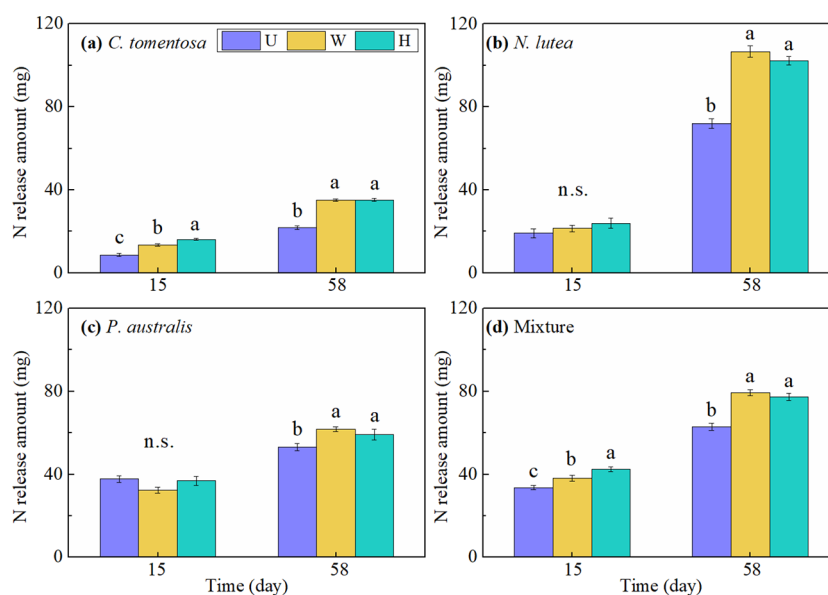 (a) C. tomentosa
U W H
N release amount (mg)
120
80
40
0
c b a
b a a
15 58
(b) N. lutea
N release amount (mg)
120
80
40
0
n.s.
b a a
15 58
(c) P. australis
N release amount (mg)
120
80
40
0
n.s.
b a a
15 58
Time (day)
(d) Mixture
N release amount (mg)
120
80
40
0
c b a
b a a
15 58
Time (day)